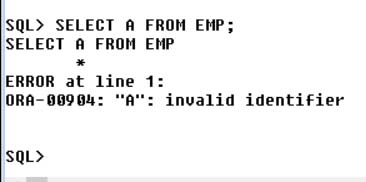 SQL> SELECT A FROM EMP;
SELECT A FROM EMP
*
ERROR at line 1:
ORA-00904: "A": invalid identifier
SQL>